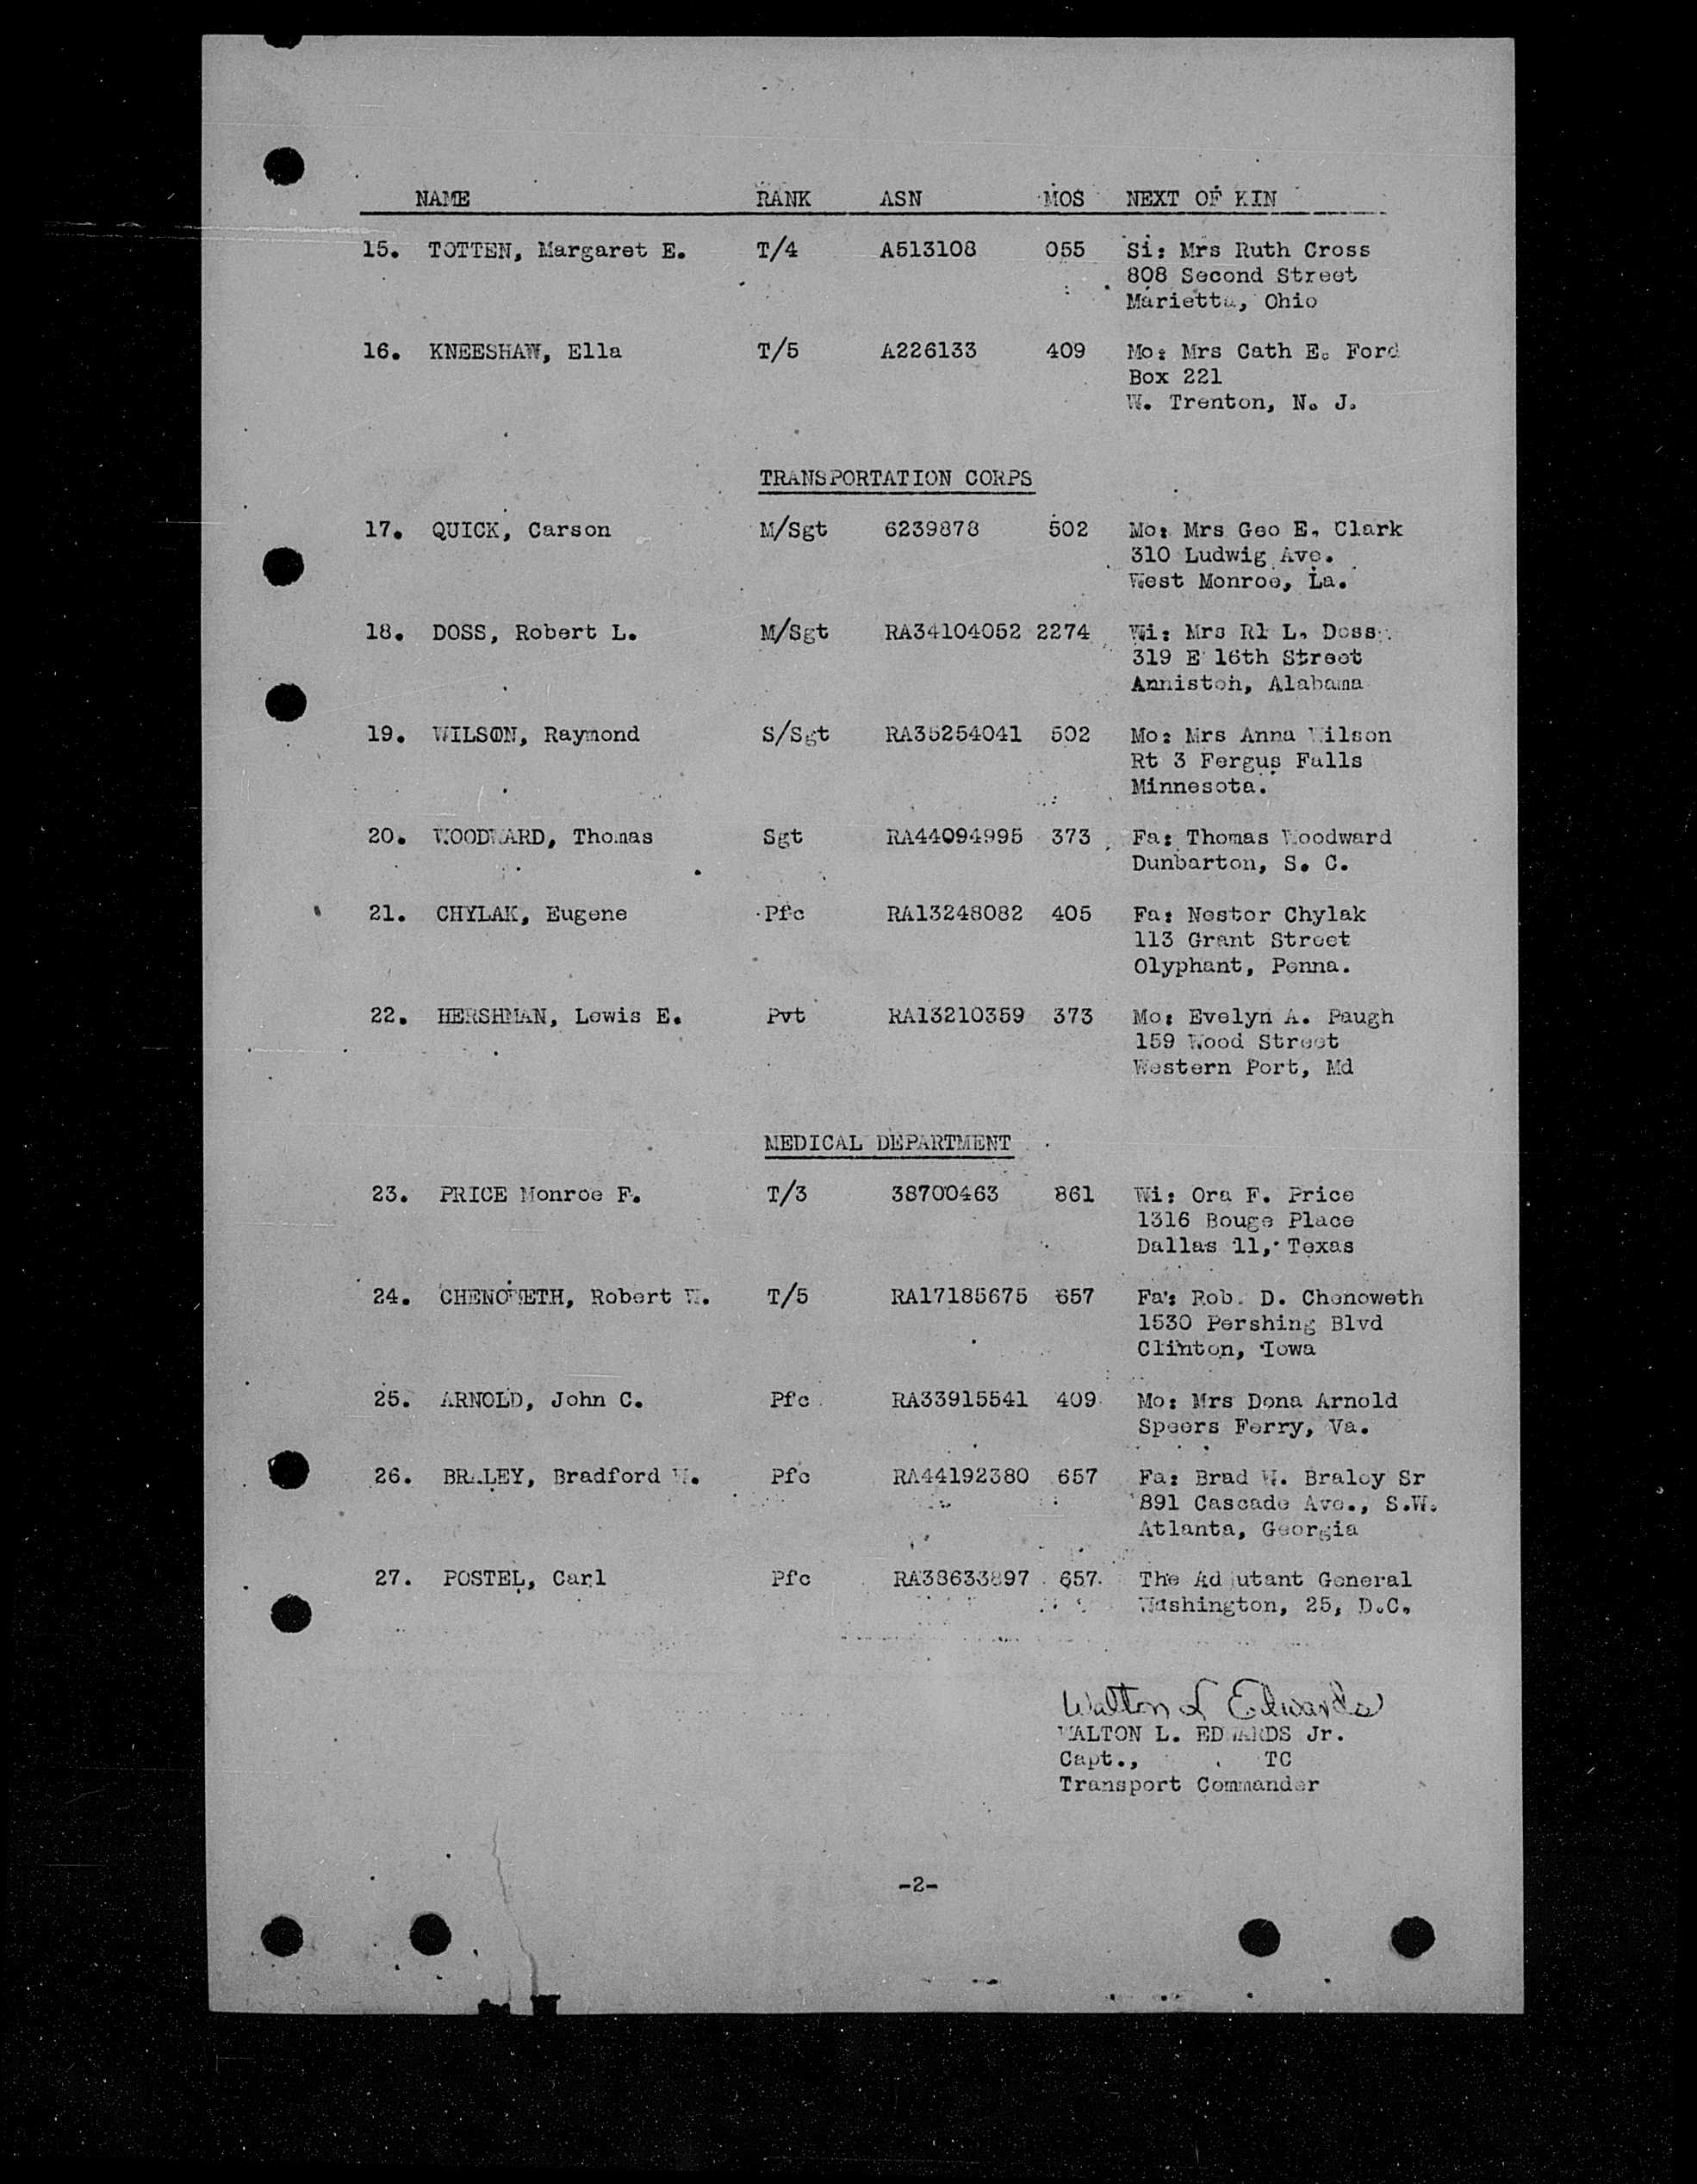 NAME RANK ASN MOS NEXT OF KIN
15. TOTTEN, Margaret E. T/4 A513108 055 Si: Mrs Ruth Cross
808 Second Street
Marietta, Ohio
16. KNEESHAW, Ella T/5 A226133 409 Mo: Mrs Cath E. Ford
Box 221
W. Trenton, N. J.
TRANSPORTATION CORPS
17. QUICK, Carson M/Sgt 6239878 502 Mo: Mrs Geo E. Clark
310 Ludwig Ave.
West Monroe, La.
18. DOSS, Robert L. M/Sgt RA34104052 2274 Wi: Mrs Rl L. Doss
319 E 16th Street
Anniston, Alabama
19. WILSON, Raymond S/Sgt RA36254041 502 Mo: Mrs Anna Wilson
Rt 3 Fergus Falls
Minnesota.
20. WOODWARD, Thomas Sgt RA44094995 373 Fa: Thomas Woodward
Dunbarton, S. C.
21. CHYLAK, Eugene Pfc RA13248082 405 Fa: Nestor Chylak
113 Grant Street
Olyphant, Penna.
22. HERSHMAN, Lewis E. Pvt RA13210359 373 Mo: Evelyn A. Paugh
159 Wood Street
Western Port, Md
MEDICAL DEPARTMENT
23. PRICE Monroe F. T/3 38700463 861 Wi: Ora F. Price
1316 Bouge Place
Dallas 11, Texas
24. CHENOWETH, Robert W. T/5 RA17185675 657 Fa: Rob. D. Chenoweth
1530 Pershing Blvd
Clinton, Iowa
25. ARNOLD, John C. Pfc RA33915541 409 Mo: Mrs Dona Arnold
Speers Ferry, Va.
26. BRALEY, Bradford W. Pfc RA44192380 657 Fa: Brad W. Braley Sr
891 Cascade Ave., S.W.
Atlanta, Georgia
27. POSTEL, Carl Pfc RA38633897 657 The Adjutant General
Washington, 25, D.C.
Walton L Edwards
WALTON L. EDWARDS Jr.
Capt., TC
Transport Commander
-2-